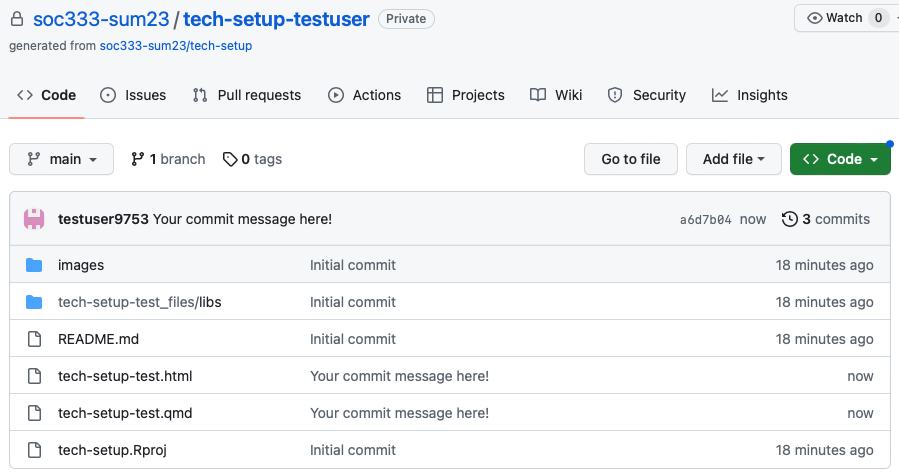 soc333-sum23 / tech-setup-testuser Private Watch 0
generated from soc333-sum23/tech-setup
Code Issues Pull requests Actions Projects Wiki Security Insights
main 1 branch 0 tags Go to file Add file Code
testuser9753 Your commit message here! a6d7b04 now 3 commits
images Initial commit 18 minutes ago
tech-setup-test_files/libs Initial commit 18 minutes ago
README.md Initial commit 18 minutes ago
tech-setup-test.html Your commit message here! now
tech-setup-test.qmd Your commit message here! now
tech-setup.Rproj Initial commit 18 minutes ago